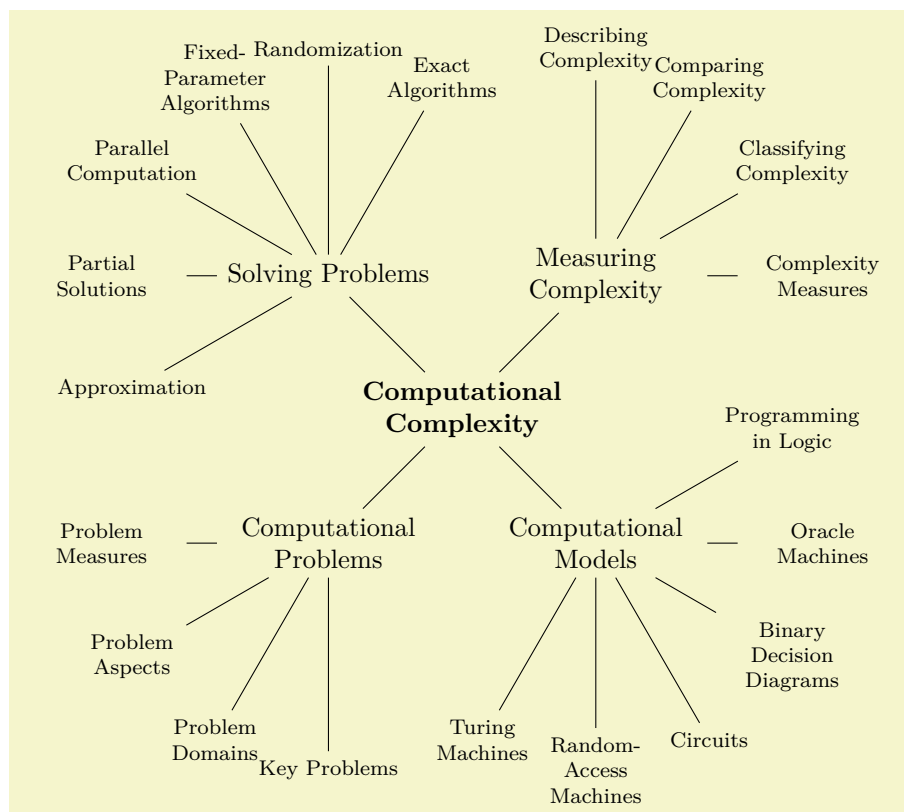 Describing
Complexity
Randomization
Fixed-
Parameter
Algorithms
Exact
Algorithms
Comparing
Complexity
Parallel
Computation
Classifying
Complexity
Partial
Solutions
Solving Problems
Measuring
Complexity
Complexity
Measures
Approximation
Computational
Complexity
Programming
in Logic
Problem
Measures
Computational
Problems
Computational
Models
Oracle
Machines
Problem
Aspects
Binary
Decision
Diagrams
Problem
Domains
Key Problems
Turing
Machines
Random-
Access
Machines
Circuits